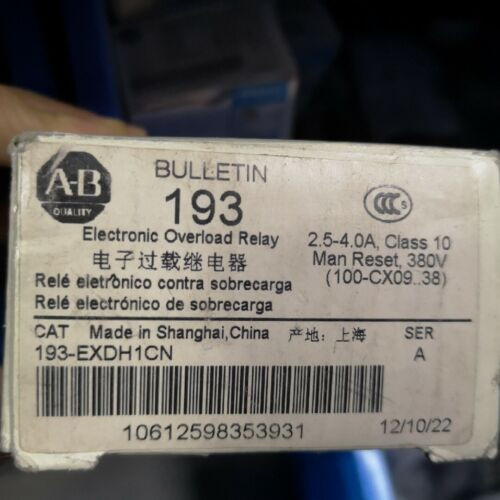 A-B
QUALITY
BULLETIN
193
Electronic Overload Relay
电子过载继电器
Relé eletrônico contra sobrecarga
Relé electrónico de sobrecarga
CCC S
2.5-4.0A, Class 10
Man Reset, 380V
(100-CX09..38)
CAT Made in Shanghai,China 产地: 上海 SER
193-EXDH1CN A
10612598353931 12/10/22